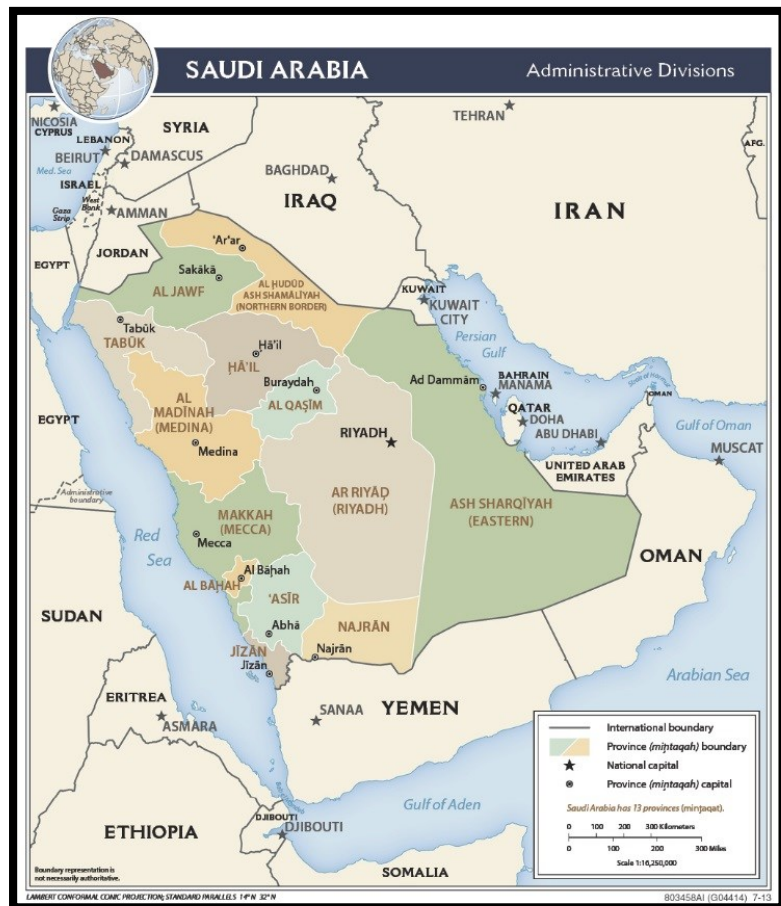 SAUDI ARABIA
Administrative Divisions
NICOSIA
CYPRUS
LEBANON
BEIRUT
Med. Sea
SYRIA
DAMASCUS
ISRAEL
West Bank
Gaza Strip
AMMAN
JORDAN
EGYPT
BAGHDAD
IRAQ
TEHRAN
IRAN
AFG.
'Ar'ar
Sakākā
AL JAWF
AL ḤUDŪD
ASH SHAMĀLĪYAH
(NORTHERN BORDER)
KUWAIT
KUWAIT
CITY
Persian
Gulf
Tabūk
TABŪK
Ḥā'il
ḤĀ'IL
Buraydah
AL QAṢĪM
Ad Dammām
BAHRAIN
MANAMA
QATAR
DOHA
ABU DHABI
OMAN
Gulf of Oman
MUSCAT
UNITED ARAB
EMIRATES
AL
MADĪNAH
(MEDINA)
Medina
EGYPT
RIYADH
AR RIYĀḌ
(RIYADH)
ASH SHARQĪYAH
(EASTERN)
Administrative
boundary
Red
Sea
MAKKAH
(MECCA)
Mecca
OMAN
Al Bāḥah
AL BĀḤAH
'ASĪR
Abhā
NAJRĀN
Najrān
JĪZĀN
Jīzān
SUDAN
ERITREA
ASMARA
SANAA
YEMEN
Arabian Sea
Gulf of Aden
DJIBOUTI
DJIBOUTI
ETHIOPIA
SOMALIA
International boundary
Province (minţaqah) boundary
National capital
Province (minţaqah) capital
Saudi Arabia has 13 provinces (minţaqat).
0 100 200 300 Kilometers
0 100 200 300 Miles
Scale 1:16,250,000
Boundary representation is
not necessarily authoritative.
LAMBERT CONFORMAL CONIC PROJECTION; STANDARD PARALLELS 14°N 32°N
803458AI (G04414) 7-13